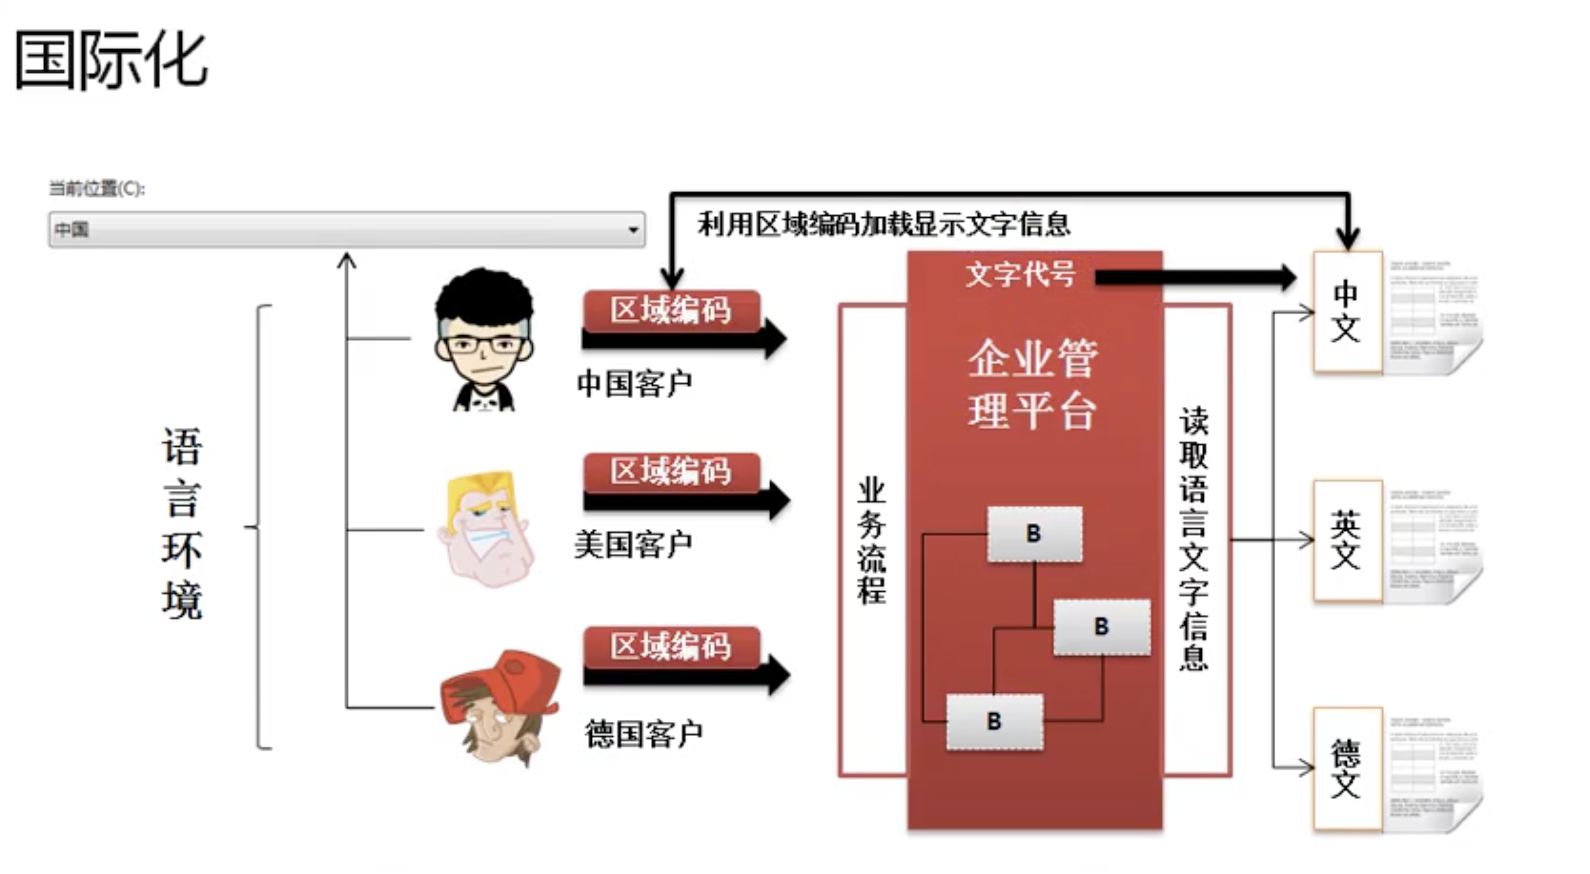 国际化
当前位置(C):
中国
利用区域编码加载显示文字信息
语言环境
区域编码
中国客户
区域编码
美国客户
区域编码
德国客户
文字代号
企业管
理平台
业务流程
B
B
B
读取语言文字信息
中文
英文
德文